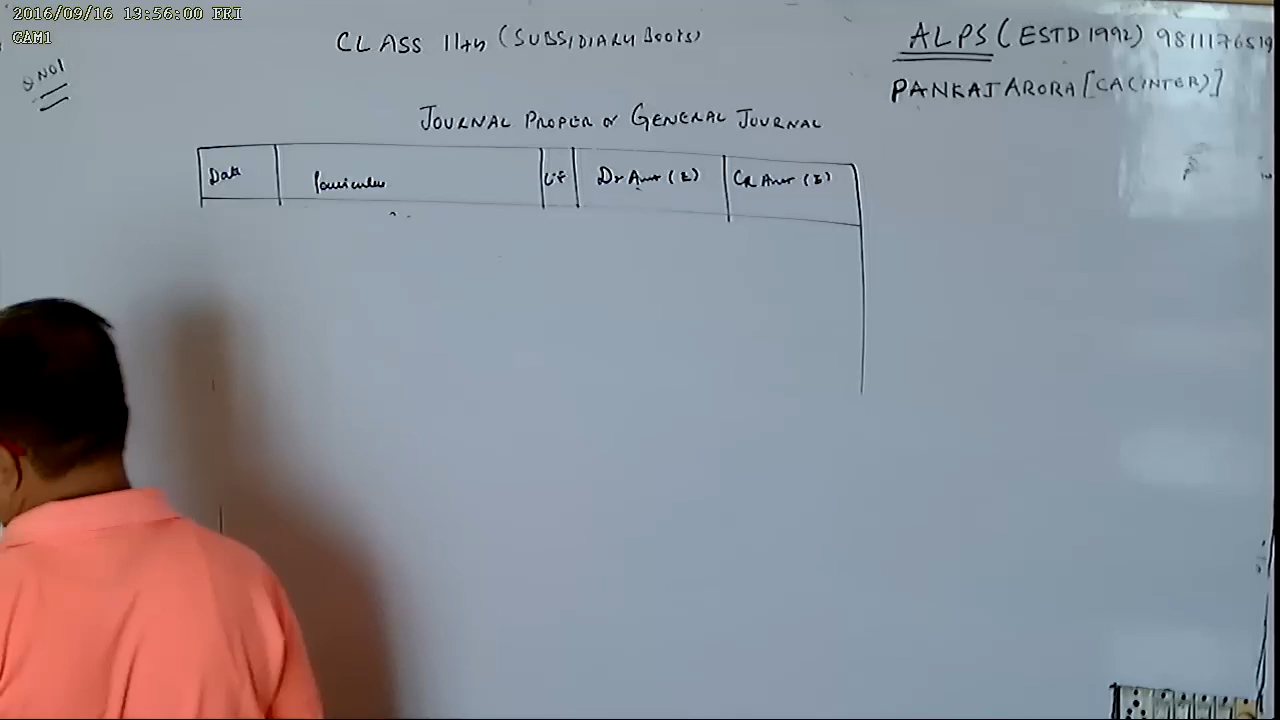 2016/09/16 13:56:00 FRI
CAM1
CLASS 11th (SUBSIDIARY BOOKS)
ALPS (ESTD 1992) 9811176519
PANKAJ ARORA [CA(INTER)]
Q NO1
JOURNAL PROPER or GENERAL JOURNAL
Date Particulars L.F Dr Amt (₹) Cr Amt (₹)